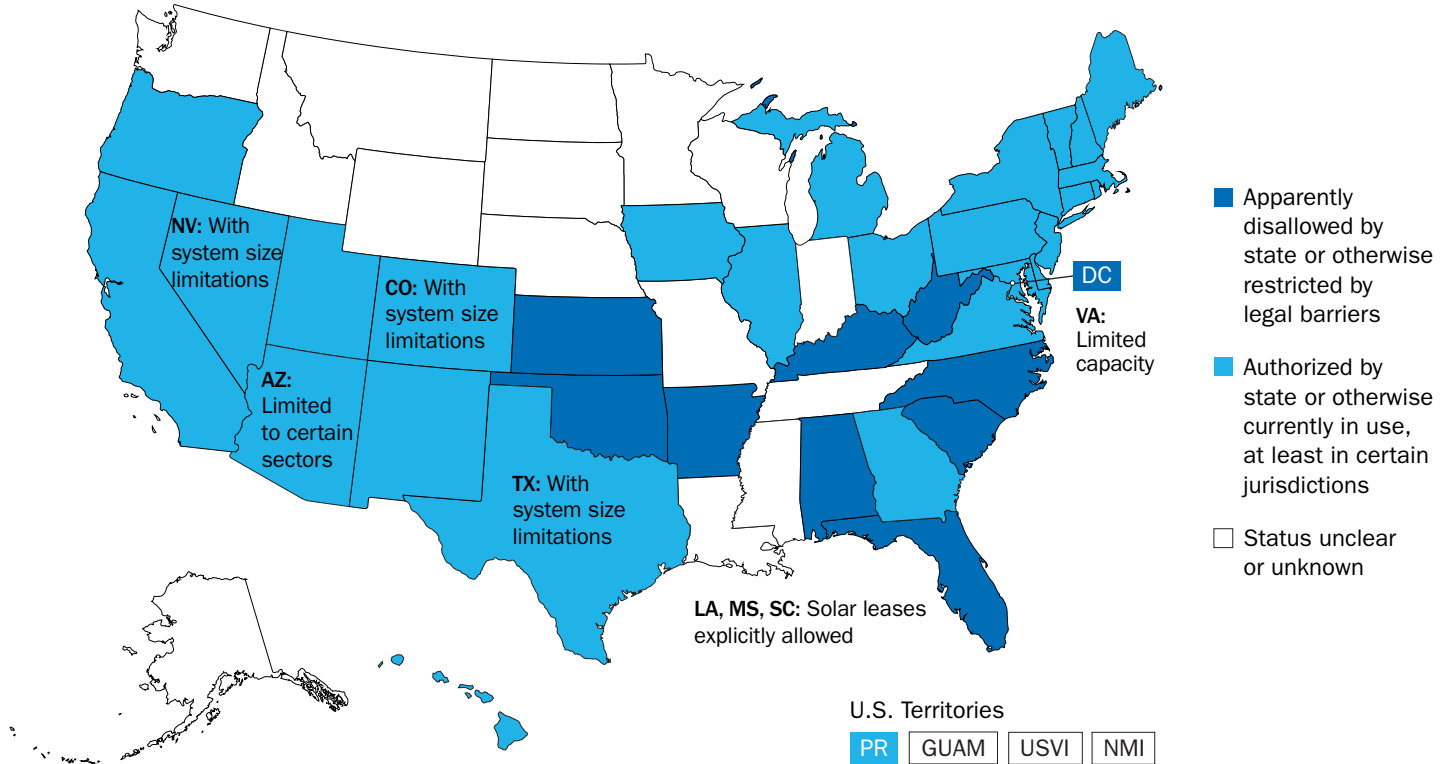 NV: With
system size
limitations
CO: With
system size
limitations
AZ:
Limited
to certain
sectors
TX: With
system size
limitations
LA, MS, SC: Solar leases
explicitly allowed
DC
VA:
Limited
capacity
Apparently
disallowed by
state or otherwise
restricted by
legal barriers
Authorized by
state or otherwise
currently in use,
at least in certain
jurisdictions
Status unclear
or unknown
U.S. Territories
PR GUAM USVI NMI